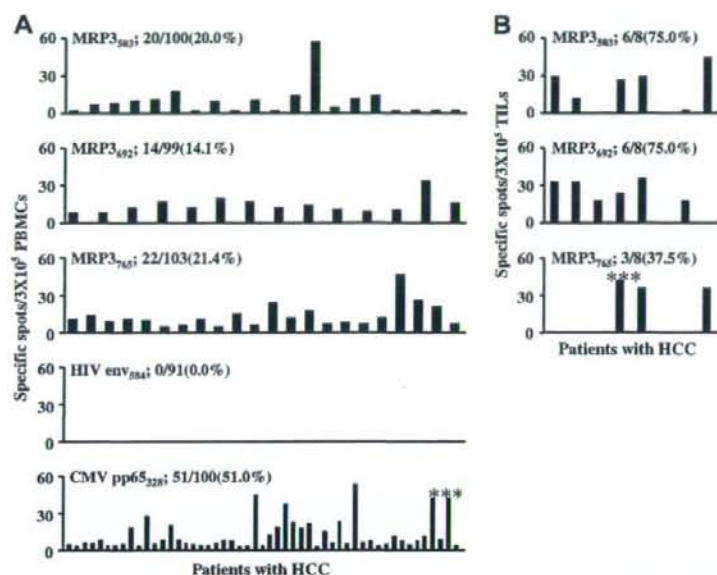 A
Specific spots/3X10⁵ PBMCs
60
30
0
MRP3₅₀₃; 20/100(20.0%)
60
30
0
MRP3₆₉₂; 14/99(14.1%)
60
30
0
MRP3₇₆₅; 22/103(21.4%)
60
30
0
HIV env₅₈₄; 0/91(0.0%)
60
30
0
CMV pp65₃₂₈; 51/100(51.0%)
***
Patients with HCC
B
Specific spots/3X10⁵ TILs
60
30
0
MRP3₅₀₃; 6/8(75.0%)
60
30
0
MRP3₆₉₂; 6/8(75.0%)
60
30
0
MRP3₇₆₅; 3/8(37.5%)
***
Patients with HCC